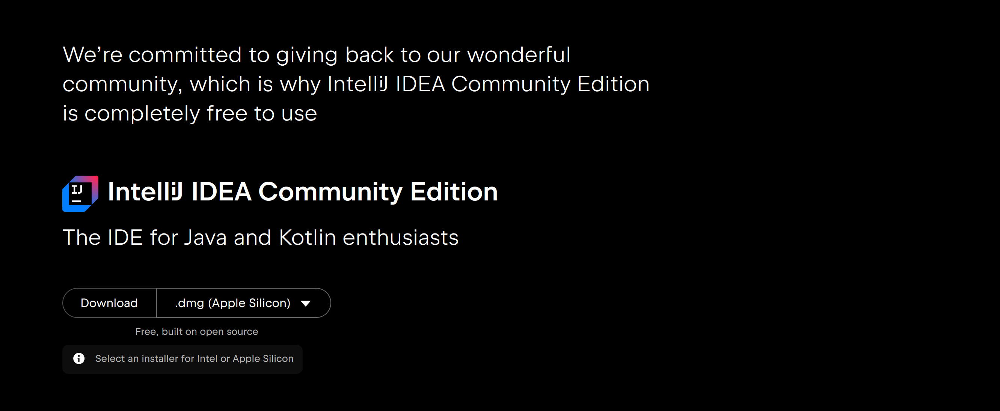 We’re committed to giving back to our wonderful
community, which is why IntelliJ IDEA Community Edition
is completely free to use
IJ
IntelliJ IDEA Community Edition
The IDE for Java and Kotlin enthusiasts
Download
.dmg (Apple Silicon)
Free, built on open source
Select an installer for Intel or Apple Silicon